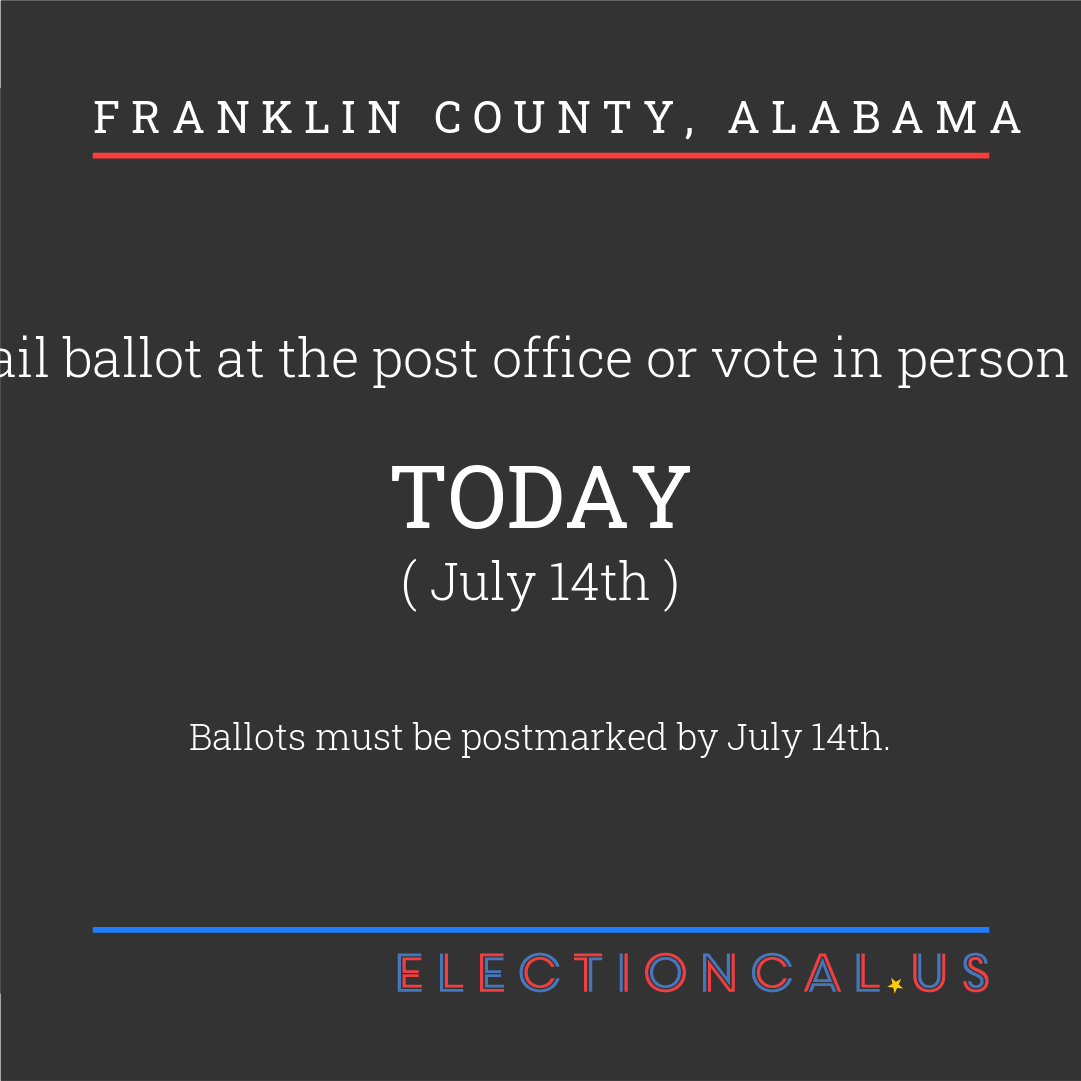 FRANKLIN COUNTY, ALABAMA
ail ballot at the post office or vote in person
TODAY
( July 14th )
Ballots must be postmarked by July 14th.
ELECTIONCAL.US